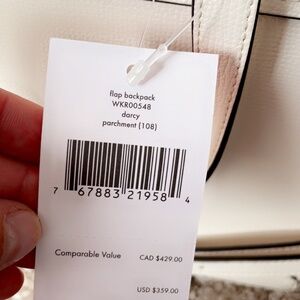 flap backpack
WKR00548
darcy
parchment (108)
7 67883 21958 4
Comparable Value CAD $429.00
USD $359.00